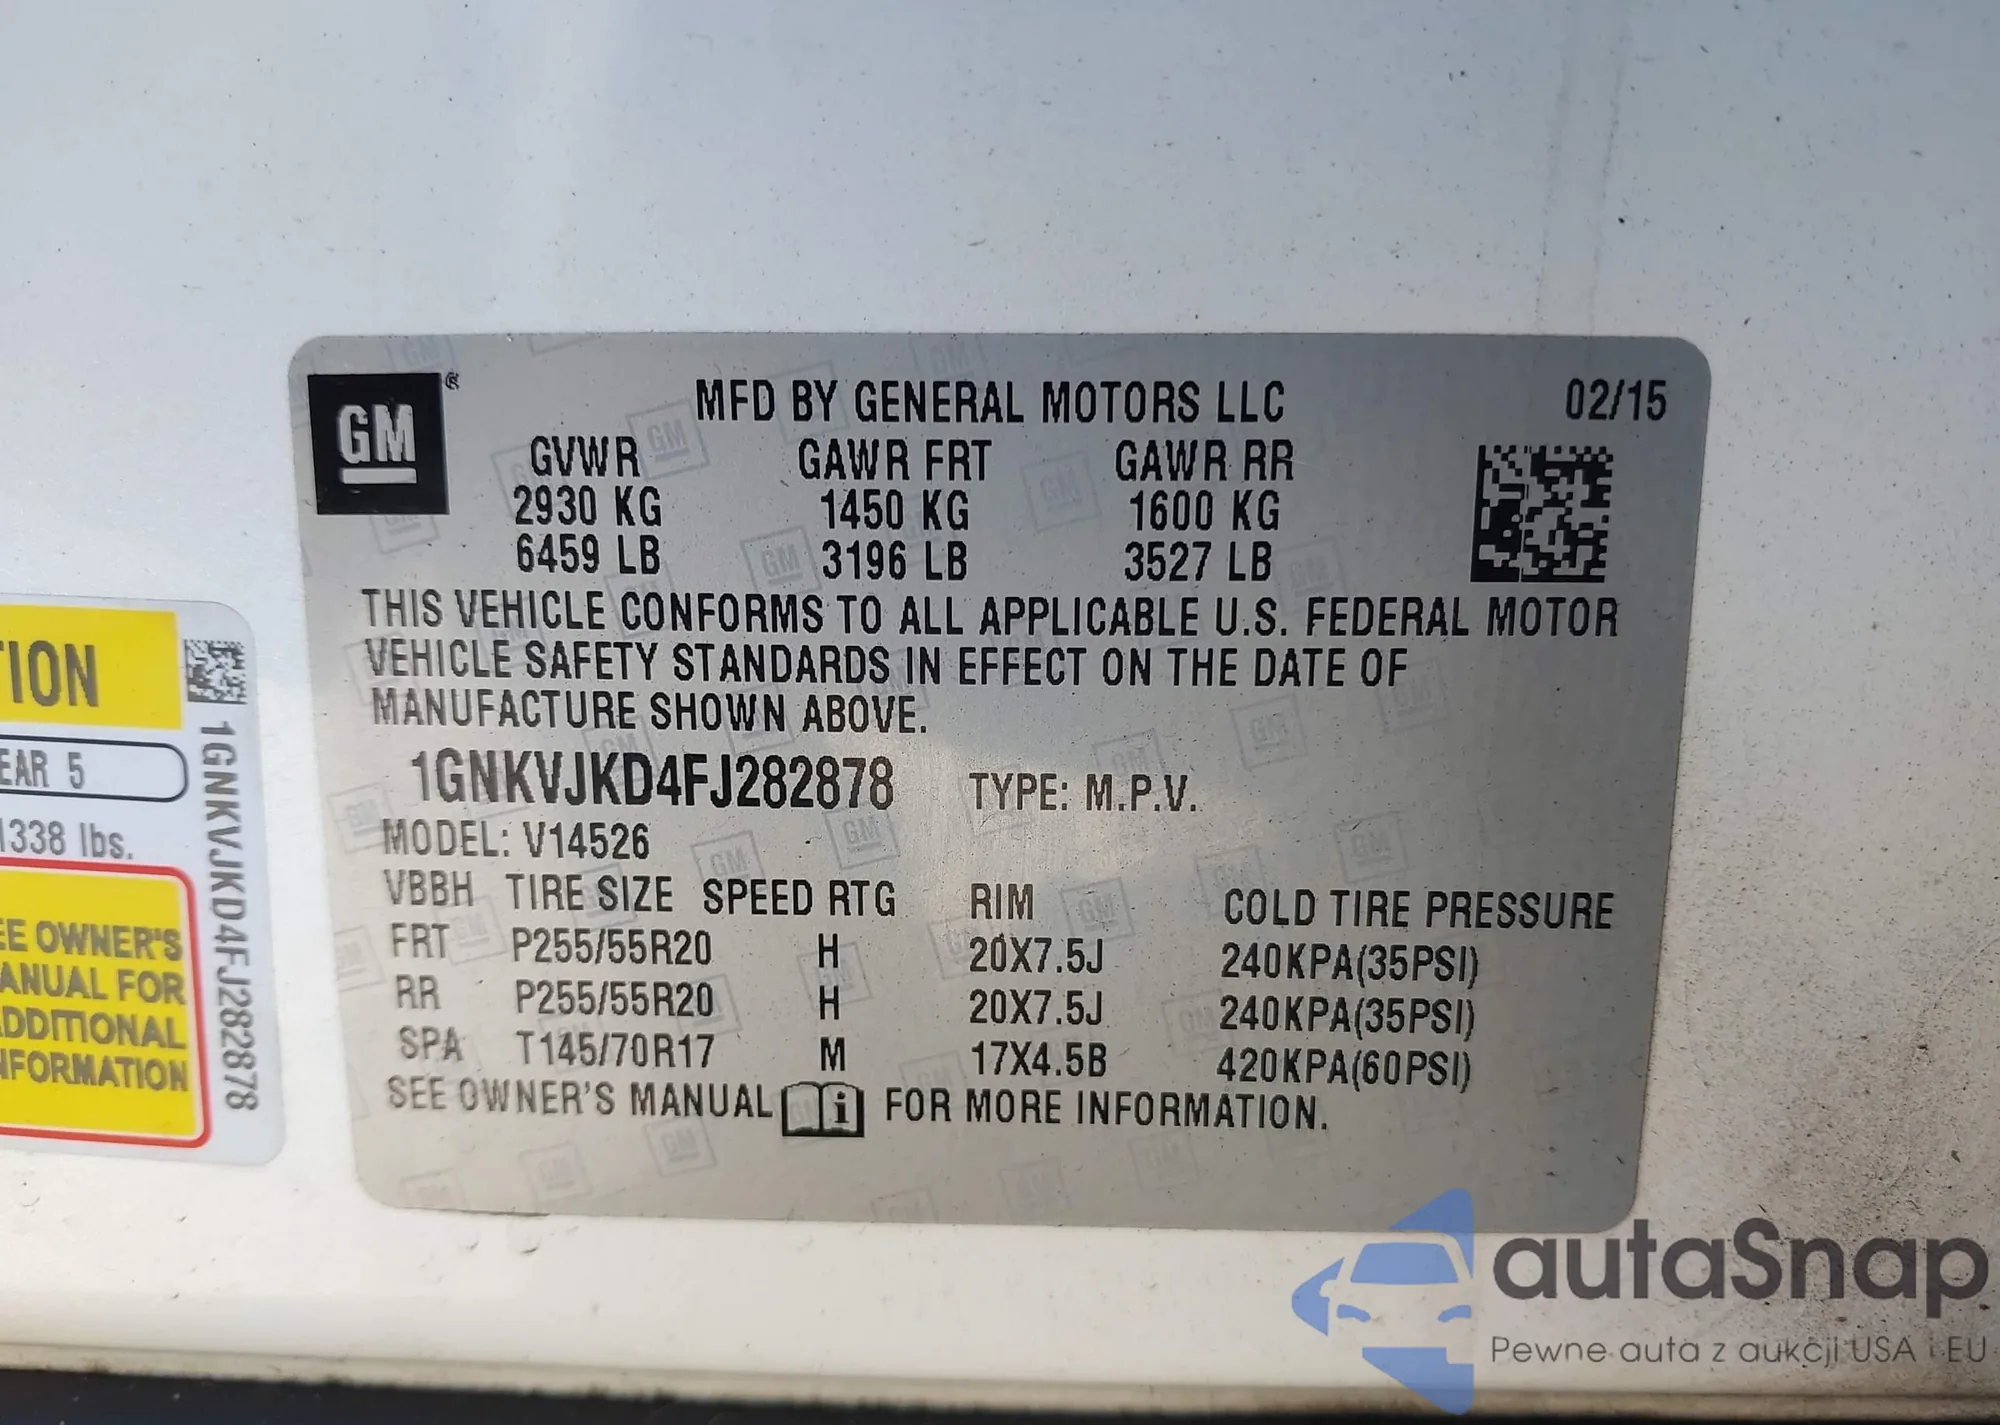 GM
®
MFD BY GENERAL MOTORS LLC
02/15
GVWR GAWR FRT GAWR RR
2930 KG 1450 KG 1600 KG
6459 LB 3196 LB 3527 LB
THIS VEHICLE CONFORMS TO ALL APPLICABLE U.S. FEDERAL MOTOR
VEHICLE SAFETY STANDARDS IN EFFECT ON THE DATE OF
MANUFACTURE SHOWN ABOVE.
1GNKVJKD4FJ282878 TYPE: M.P.V.
MODEL: V14526
VBBH TIRE SIZE SPEED RTG RIM COLD TIRE PRESSURE
FRT P255/55R20 H 20X7.5J 240KPA(35PSI)
RR P255/55R20 H 20X7.5J 240KPA(35PSI)
SPA T145/70R17 M 17X4.5B 420KPA(60PSI)
SEE OWNER'S MANUAL i FOR MORE INFORMATION.
TION
EAR 5
1338 lbs.
EE OWNER'S
ANUAL FOR
DDITIONAL
NFORMATION
1GNKVJKD4FJ282878
autaSnap
Pewne auta z aukcji USA i EU